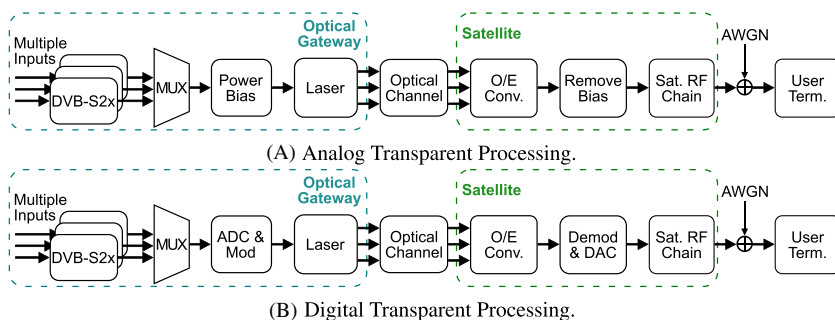 Optical
Gateway
Satellite
Multiple
Inputs
DVB-S2x
MUX
Power
Bias
Laser
Optical
Channel
O/E
Conv.
Remove
Bias
Sat. RF
Chain
AWGN
User
Term.
(A) Analog Transparent Processing.
Optical
Gateway
Satellite
Multiple
Inputs
DVB-S2x
MUX
ADC &
Mod
Laser
Optical
Channel
O/E
Conv.
Demod
& DAC
Sat. RF
Chain
AWGN
User
Term.
(B) Digital Transparent Processing.